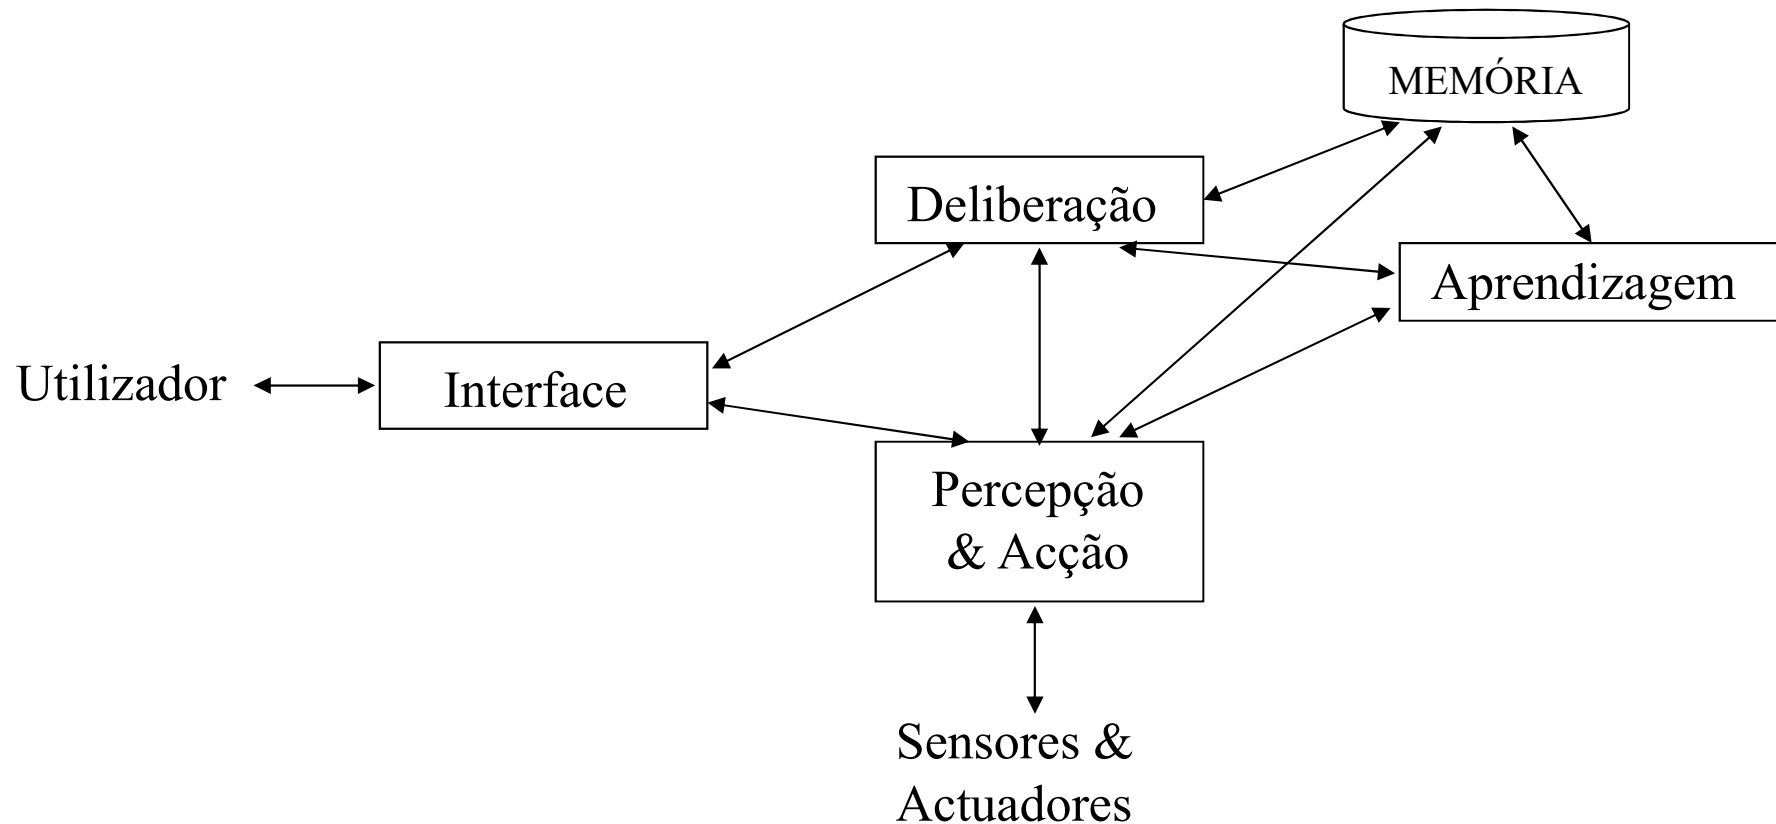 MEMÓRIA
Deliberação
Aprendizagem
Utilizador
Interface
Percepção
& Acção
Sensores &
Actuadores